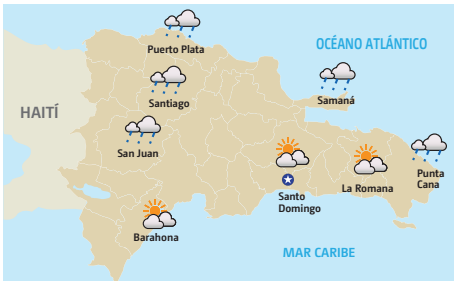 Puerto Plata
OCÉANO ATLÁNTICO
Santiago
Samaná
HAITÍ
San Juan
Punta
Cana
La Romana
Santo
Domingo
Barahona
MAR CARIBE